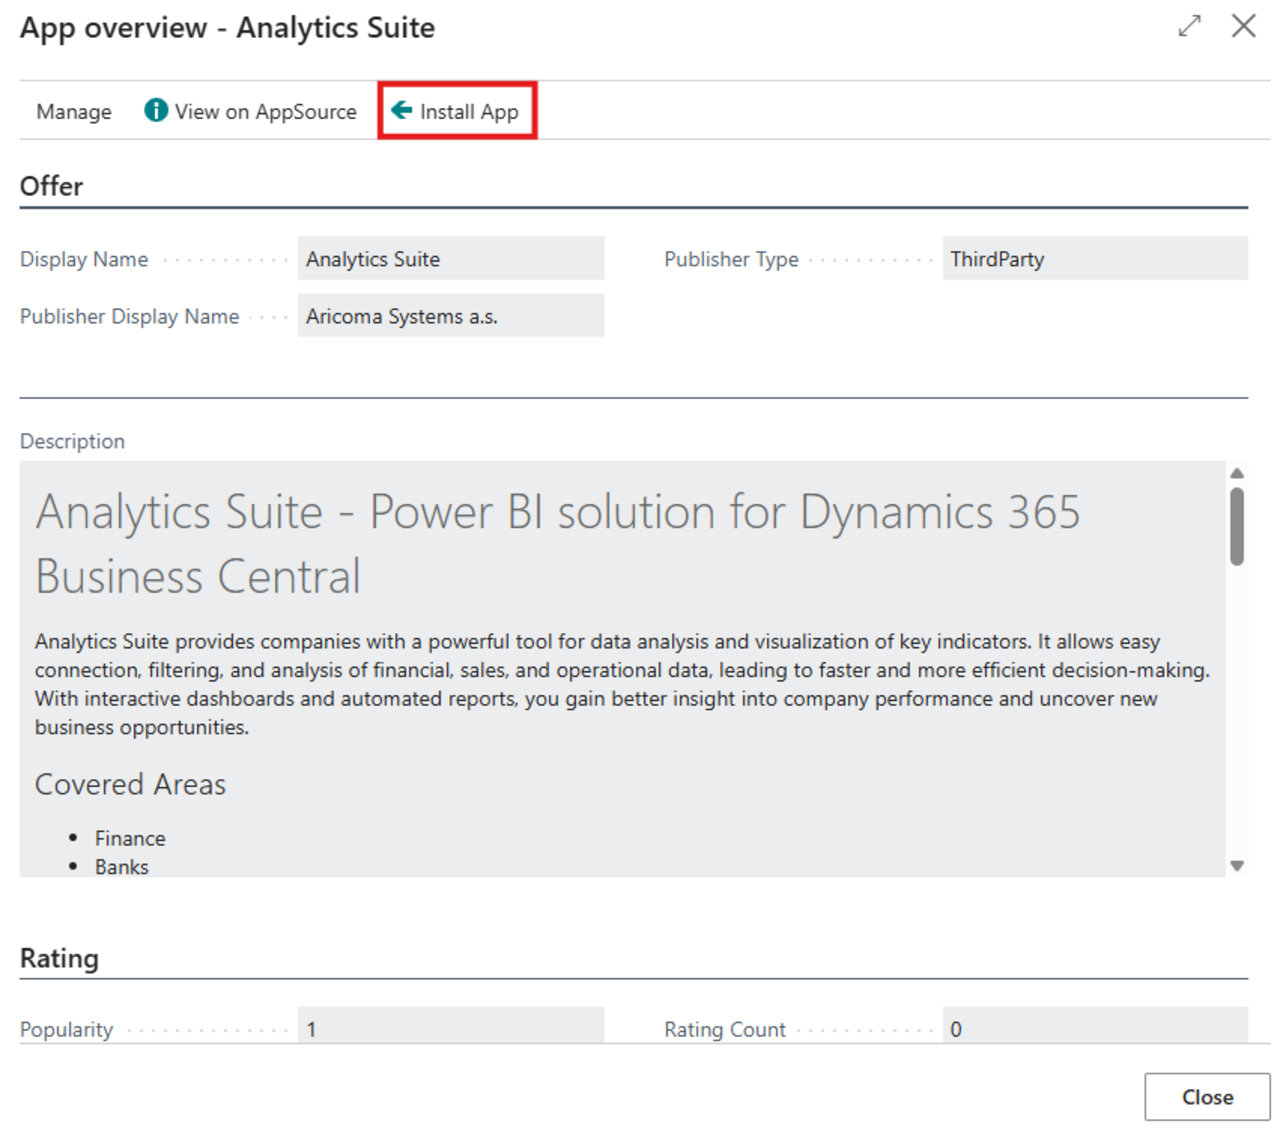 App overview - Analytics Suite
Manage
View on AppSource
Install App
Offer
Display Name
Analytics Suite
Publisher Type
ThirdParty
Publisher Display Name
Aricoma Systems a.s.
Description
Analytics Suite - Power BI solution for Dynamics 365
Business Central
Analytics Suite provides companies with a powerful tool for data analysis and visualization of key indicators. It allows easy
connection, filtering, and analysis of financial, sales, and operational data, leading to faster and more efficient decision-making.
With interactive dashboards and automated reports, you gain better insight into company performance and uncover new
business opportunities.
Covered Areas
• Finance
• Banks
Rating
Popularity
1
Rating Count
0
Close